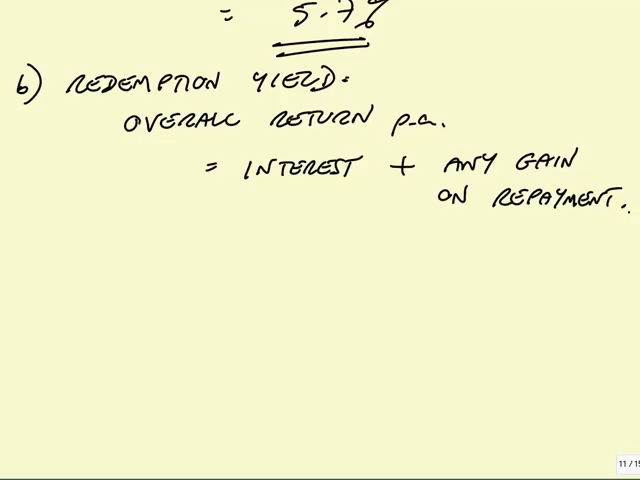 = 5.7%
b) REDEMPTION YIELD:
OVERALL RETURN p.a.
= INTEREST + ANY GAIN
ON REPAYMENT.
11 / 15